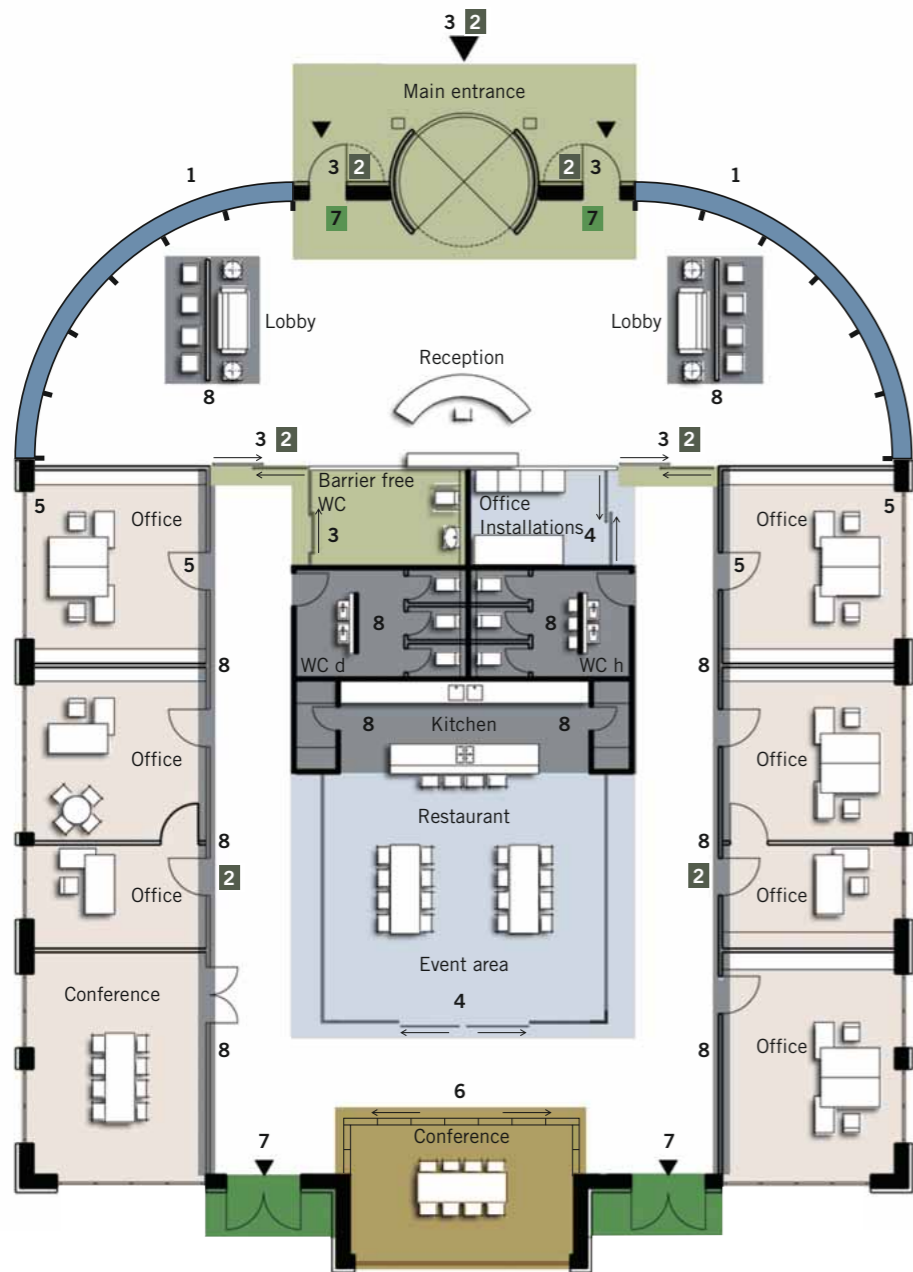 3 2
Main entrance
3 2 2 3
1 1
7 7
Lobby Lobby
Reception
8 8
3 2 3 2
Barrier free
WC
Office
Installations
5 5
Office Office
3 4
5 5
8 8
WC d WC h
8 8
8 Kitchen 8
Office Office
Restaurant
8 8
2 2
Office Office
Event area
Conference
4
8 8
Office
6
Conference
7 7